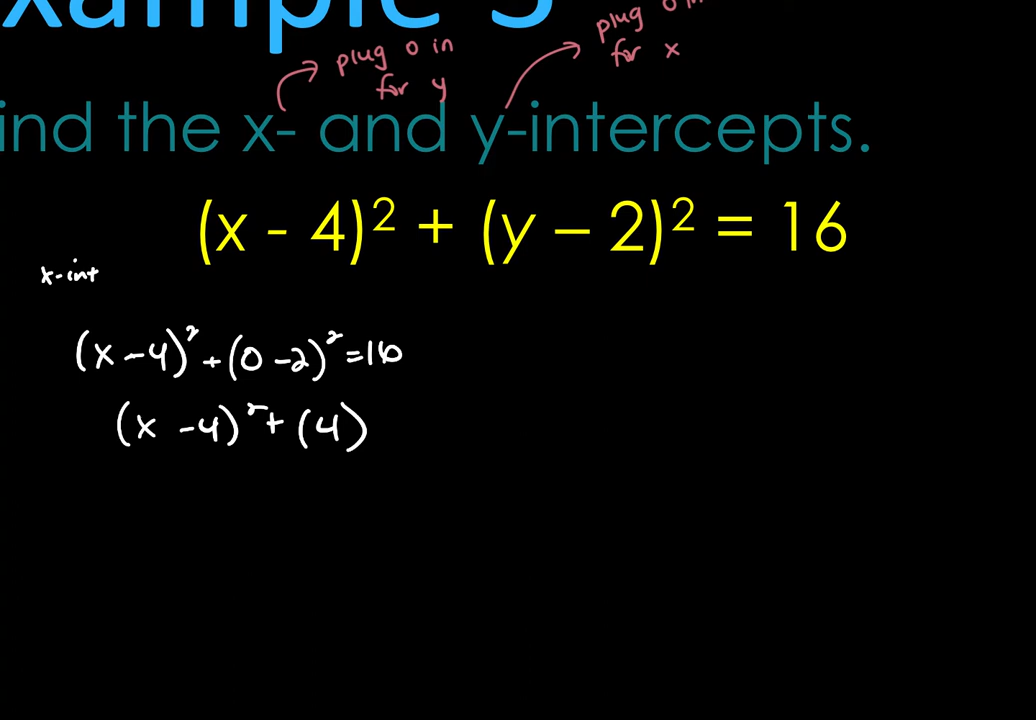 xample 3
plug 0 in
for y
plug 0 in
for x
ind the x- and y-intercepts.
(x - 4)² + (y – 2)² = 16
x-int
(x - 4)² + (0 - 2)² = 16
(x - 4)² + (4)